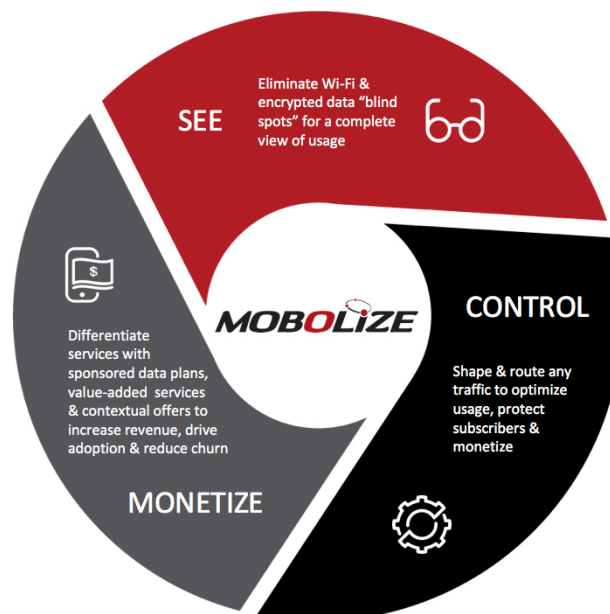 SEE
Eliminate Wi-Fi &
encrypted data “blind
spots” for a complete
view of usage
CONTROL
Shape & route any
traffic to optimize
usage, protect
subscribers &
monetize
MOBOLIZE
$
Differentiate
services with
sponsored data plans,
value-added services
& contextual offers to
increase revenue, drive
adoption & reduce churn
MONETIZE